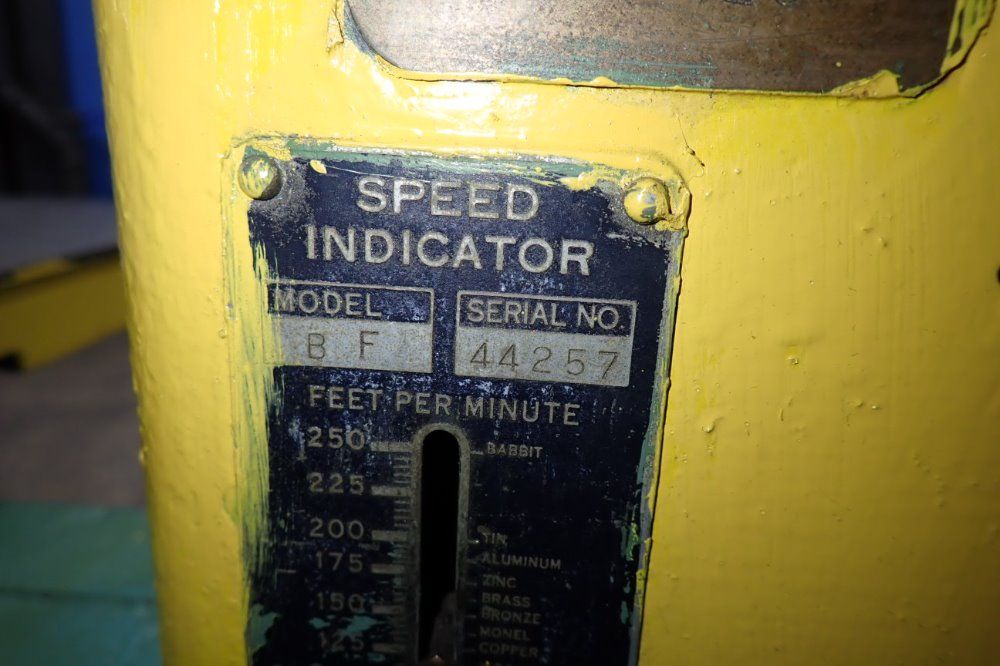 SPEED
INDICATOR
MODEL SERIAL NO.
B F 44257
FEET PER MINUTE
250 BABBIT
225
200 TIN
175 ALUMINUM
ZINC
150 BRASS
BRONZE
MONEL
125 COPPER